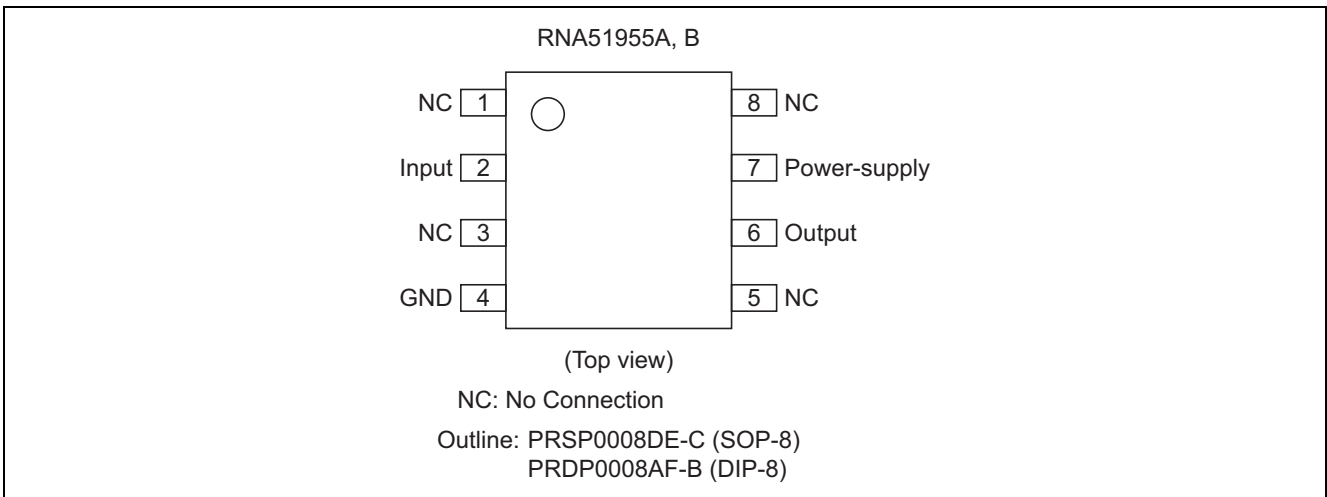 RNA51955A, B
NC 1 8 NC
Input 2 7 Power-supply
NC 3 6 Output
GND 4 5 NC
(Top view)
NC: No Connection
Outline: PRSP0008DE-C (SOP-8)
PRDP0008AF-B (DIP-8)